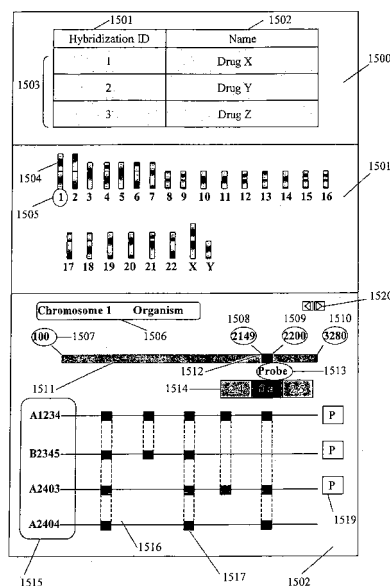 1501
1502
Hybridization ID Name
1503
1 Drug X
1500
2 Drug Y
3 Drug Z
1504
1501
1 2 3 4 5 6 7 8 9 10 11 12 13 14 15 16
1505
17 18 19 20 21 22 X Y
1520
Chromosome 1 Organism
1508 1509 1510
100 1507 1506 2149 2200 3280
1511 1512 Probe 1513
1514
A1234 P
B2345 P
A2403 P
A2404 1519
1516
1515 1517 1502